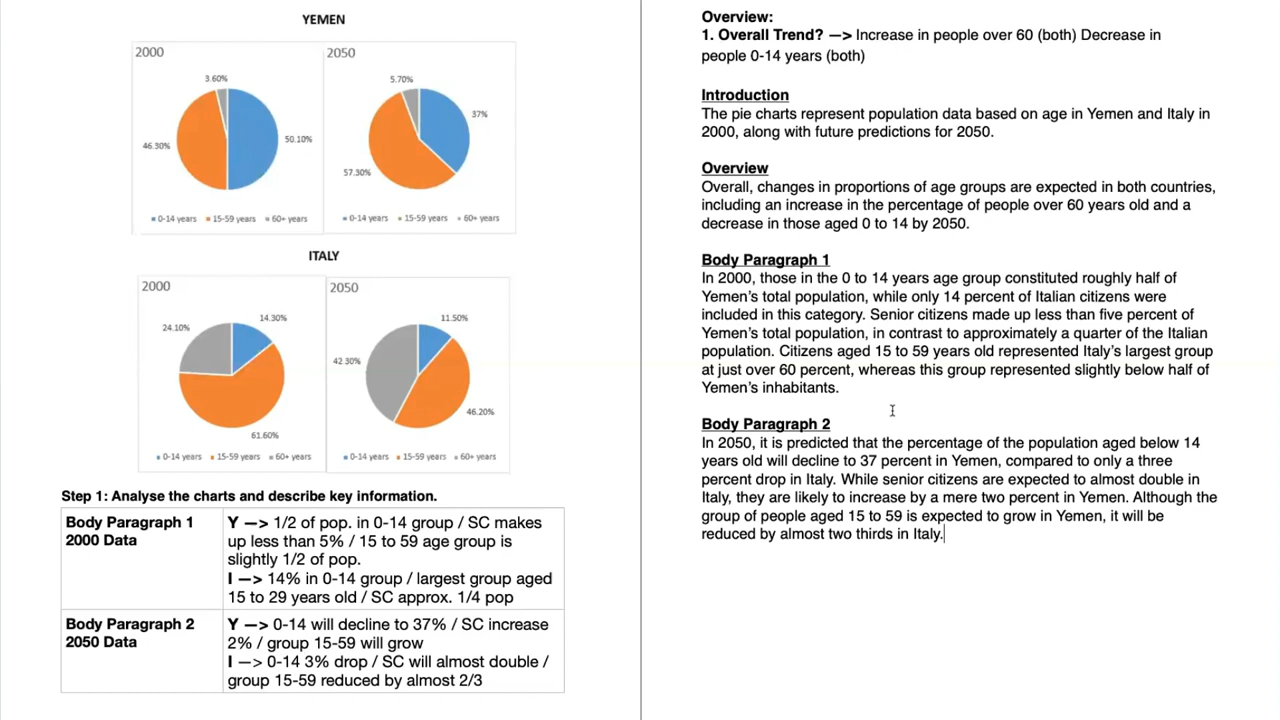 YEMEN
2000
3.60%
46.30%
50.10%
0-14 years 15-59 years 60+ years
2050
5.70%
37%
57.30%
0-14 years 15-59 years 60+ years
ITALY
2000
14.30%
24.10%
61.60%
0-14 years 15-59 years 60+ years
2050
11.50%
42.30%
46.20%
0-14 years 15-59 years 60+ years
Step 1: Analyse the charts and describe key information.
Body Paragraph 1
2000 Data
Y —> 1/2 of pop. in 0-14 group / SC makes
up less than 5% / 15 to 59 age group is
slightly 1/2 of pop.
I —> 14% in 0-14 group / largest group aged
15 to 29 years old / SC approx. 1/4 pop
Body Paragraph 2
2050 Data
Y —> 0-14 will decline to 37% / SC increase
2% / group 15-59 will grow
I —> 0-14 3% drop / SC will almost double /
group 15-59 reduced by almost 2/3
Overview:
1. Overall Trend? —> Increase in people over 60 (both) Decrease in
people 0-14 years (both)
Introduction
The pie charts represent population data based on age in Yemen and Italy in
2000, along with future predictions for 2050.
Overview
Overall, changes in proportions of age groups are expected in both countries,
including an increase in the percentage of people over 60 years old and a
decrease in those aged 0 to 14 by 2050.
Body Paragraph 1
In 2000, those in the 0 to 14 years age group constituted roughly half of
Yemen's total population, while only 14 percent of Italian citizens were
included in this category. Senior citizens made up less than five percent of
Yemen's total population, in contrast to approximately a quarter of the Italian
population. Citizens aged 15 to 59 years old represented Italy's largest group
at just over 60 percent, whereas this group represented slightly below half of
Yemen's inhabitants.
Body Paragraph 2
In 2050, it is predicted that the percentage of the population aged below 14
years old will decline to 37 percent in Yemen, compared to only a three
percent drop in Italy. While senior citizens are expected to almost double in
Italy, they are likely to increase by a mere two percent in Yemen. Although the
group of people aged 15 to 59 is expected to grow in Yemen, it will be
reduced by almost two thirds in Italy.